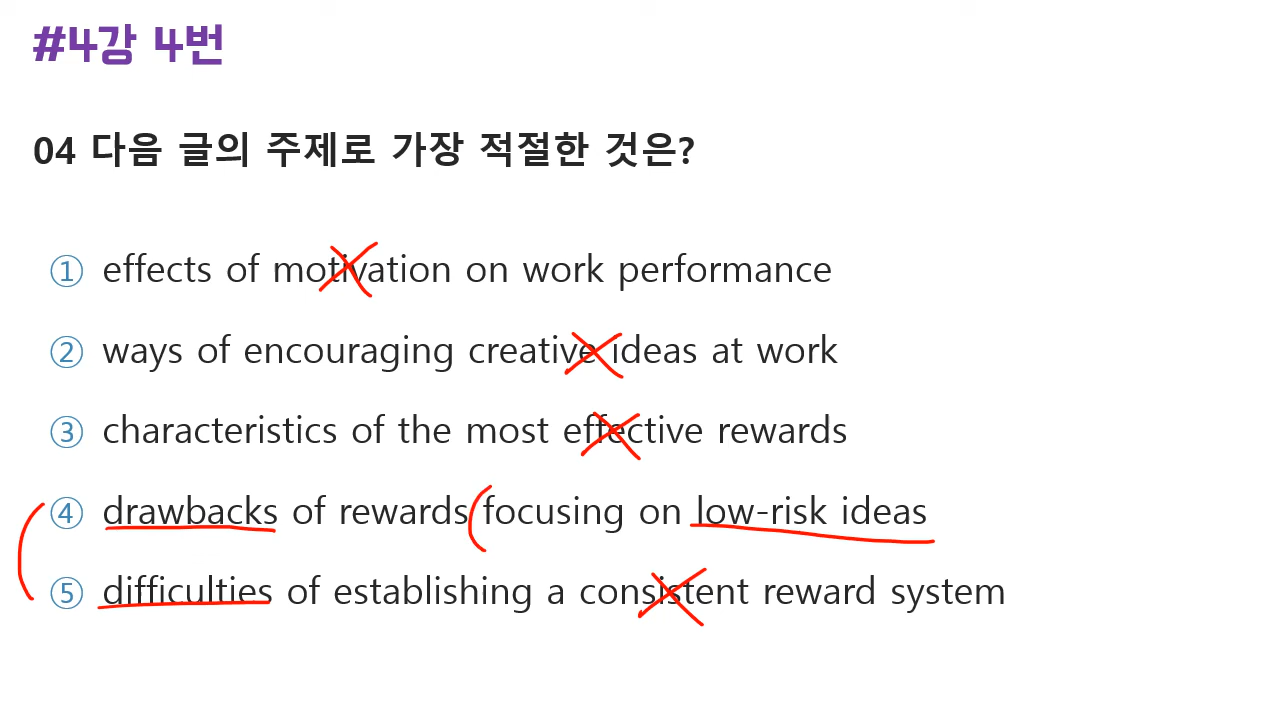 #4강 4번
04 다음 글의 주제로 가장 적절한 것은?
① effects of motivation on work performance
② ways of encouraging creative ideas at work
③ characteristics of the most effective rewards
④ drawbacks of rewards focusing on low-risk ideas
⑤ difficulties of establishing a consistent reward system